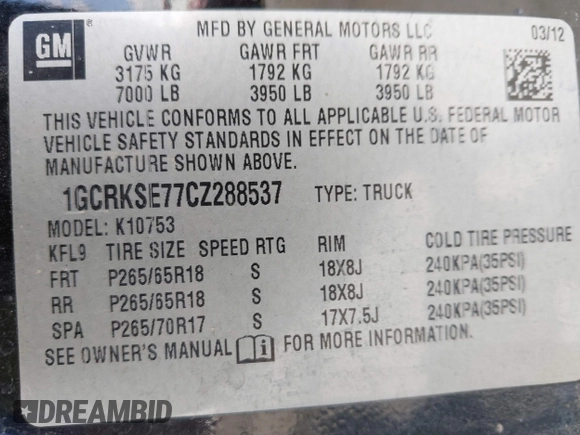 GM
MFD BY GENERAL MOTORS LLC 03/12
GVWR GAWR FRT GAWR RR
3175 KG 1792 KG 1792 KG
7000 LB 3950 LB 3950 LB
THIS VEHICLE CONFORMS TO ALL APPLICABLE U.S. FEDERAL MOTOR
VEHICLE SAFETY STANDARDS IN EFFECT ON THE DATE OF
MANUFACTURE SHOWN ABOVE.
1GCRKSE77CZ288537 TYPE: TRUCK
MODEL: K10753
KFL9 TIRE SIZE SPEED RTG RIM COLD TIRE PRESSURE
FRT P265/65R18 S 18X8J 240KPA(35PSI)
RR P265/65R18 S 18X8J 240KPA(35PSI)
SPA P265/70R17 S 17X7.5J 240KPA(35PSI)
SEE OWNER'S MANUAL FOR MORE INFORMATION.
DREAMBID